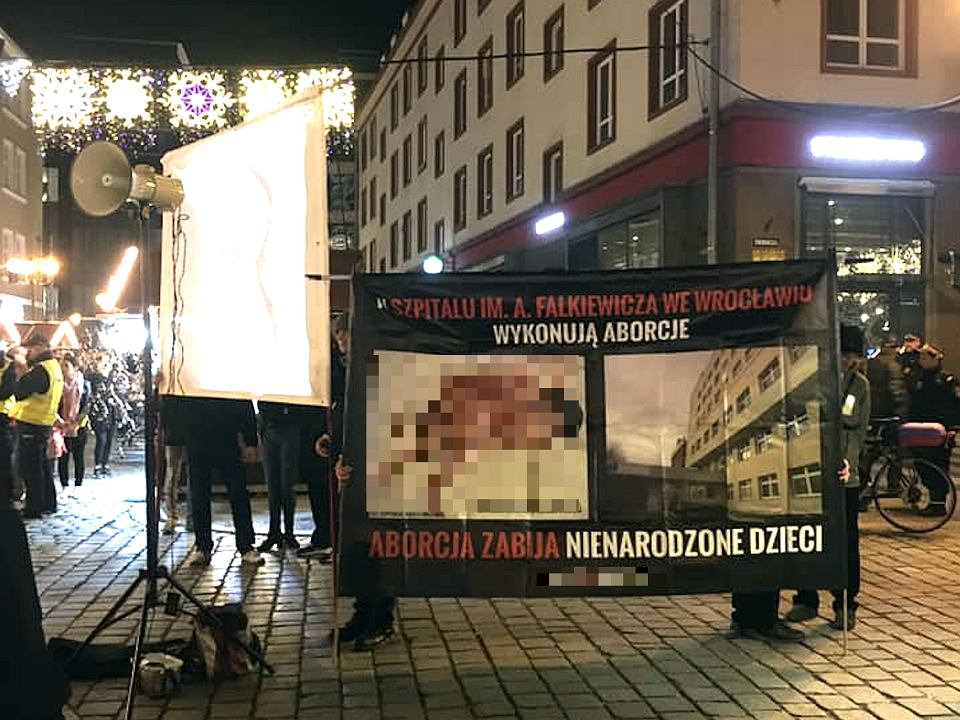 W SZPITALU IM. A. FALKIEWICZA WE WROCŁAWIU
WYKONUJĄ ABORCJE
ABORCJA ZABIJA NIENARODZONE DZIECI